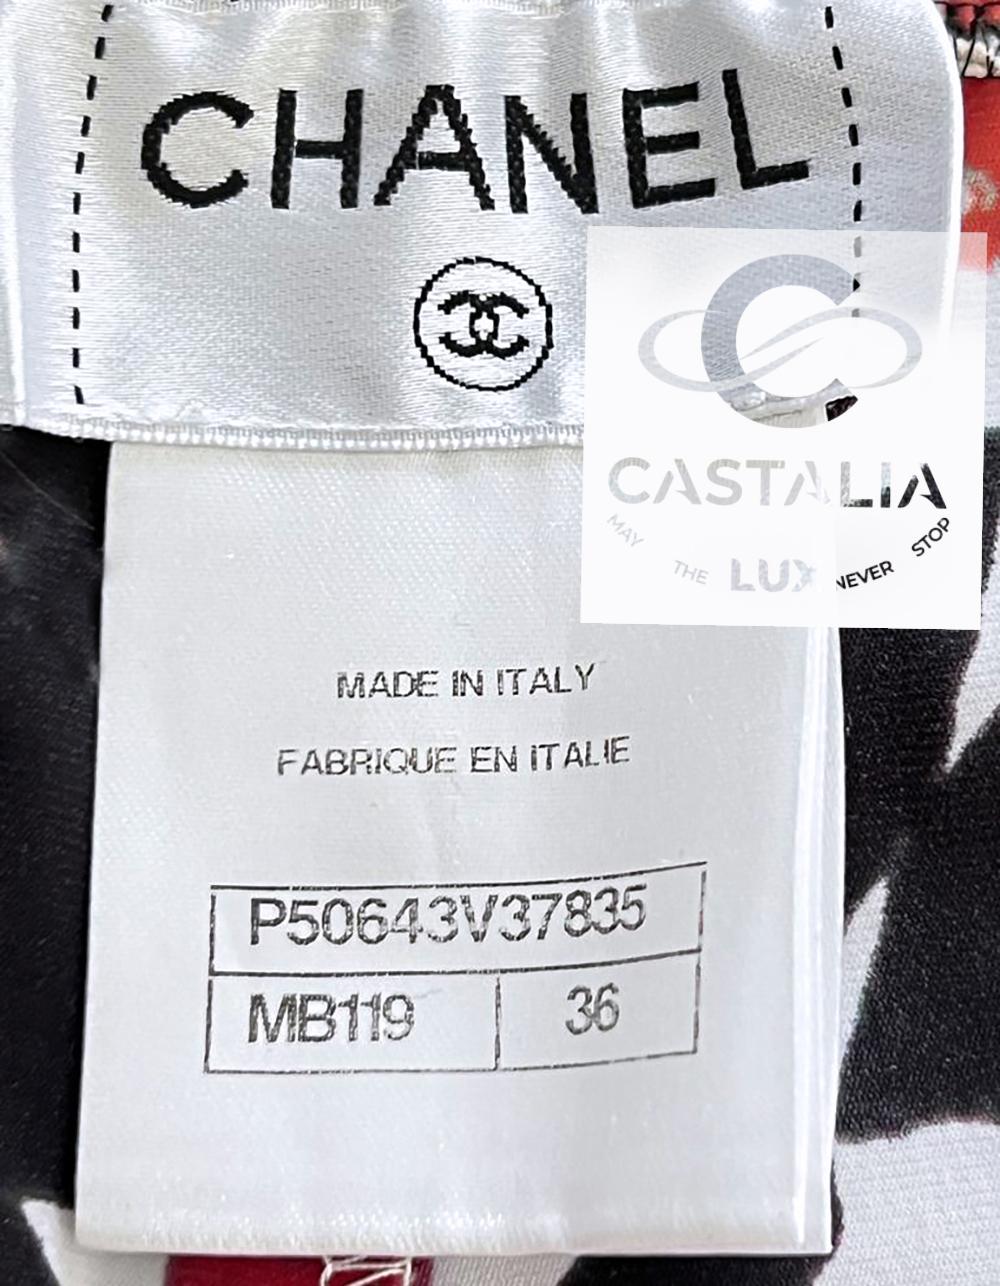 CHANEL
CASTALIA
MAY THE LUX NEVER STOP
MADE IN ITALY
FABRIQUE EN ITALIE
P50643V37835
MB119 36